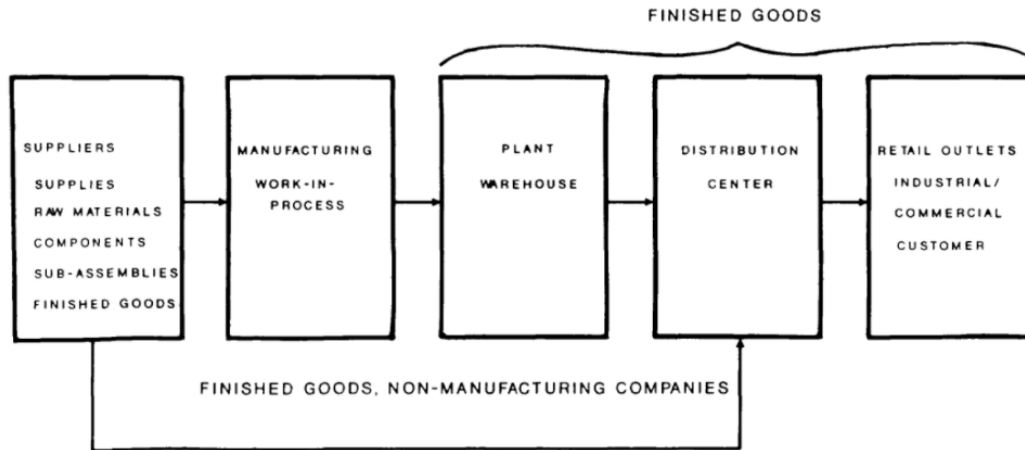 FINISHED GOODS
SUPPLIERS
SUPPLIES
RAW MATERIALS
COMPONENTS
SUB-ASSEMBLIES
FINISHED GOODS
MANUFACTURING
WORK-IN-
PROCESS
PLANT
WAREHOUSE
DISTRIBUTION
CENTER
RETAIL OUTLETS
INDUSTRIAL/
COMMERCIAL
CUSTOMER
FINISHED GOODS, NON-MANUFACTURING COMPANIES